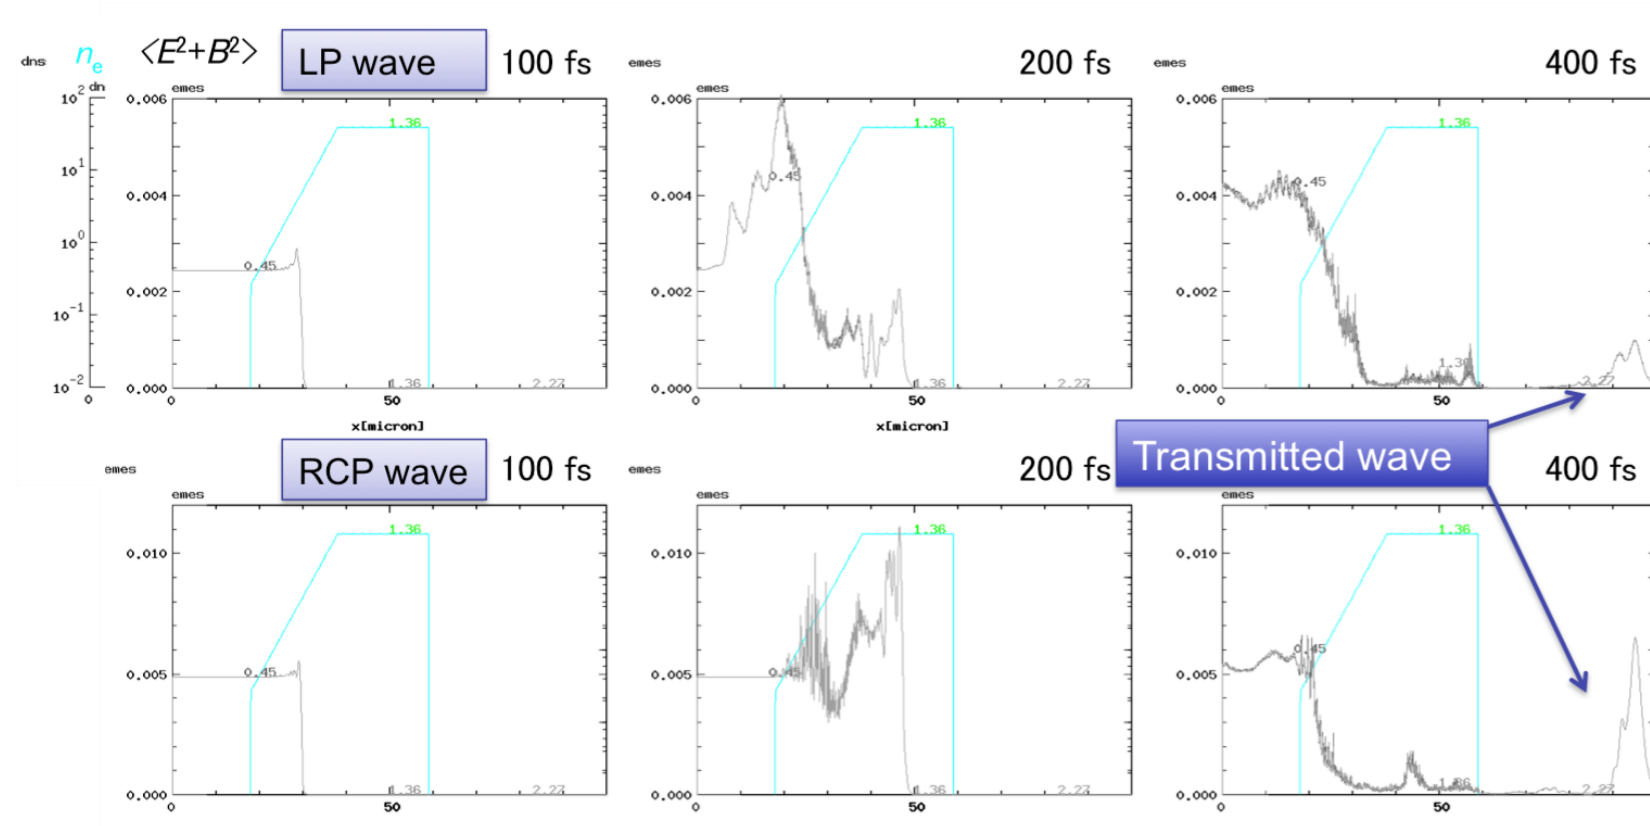 dns nₑ ⟨E²+B²⟩ LP wave 100 fs emes 200 fs emes 400 fs
dn emes emes emes
10² 0.006 1.36 0.006 1.36 0.006 1.36
10¹ 0.004 0.004 0.45 0.004 0.45
10⁰ 0.45
10⁻¹ 0.002 0.002 0.002
10⁻² 0.000 1.36 2.27 0.000 1.36 2.27 0.000 1.36 2.27
0 0 50 0 50 0 50
x[micron] x[micron]
Transmitted wave
emes RCP wave 100 fs emes 200 fs 400 fs
emes emes emes
1.36 1.36 1.36
0.010 0.010 0.010
0.005 0.45 0.005 0.45 0.005 0.45
0.000 1.36 2.27 0.000 1.36 2.27 0.000 1.36 2.27
0 50 0 50 0 50